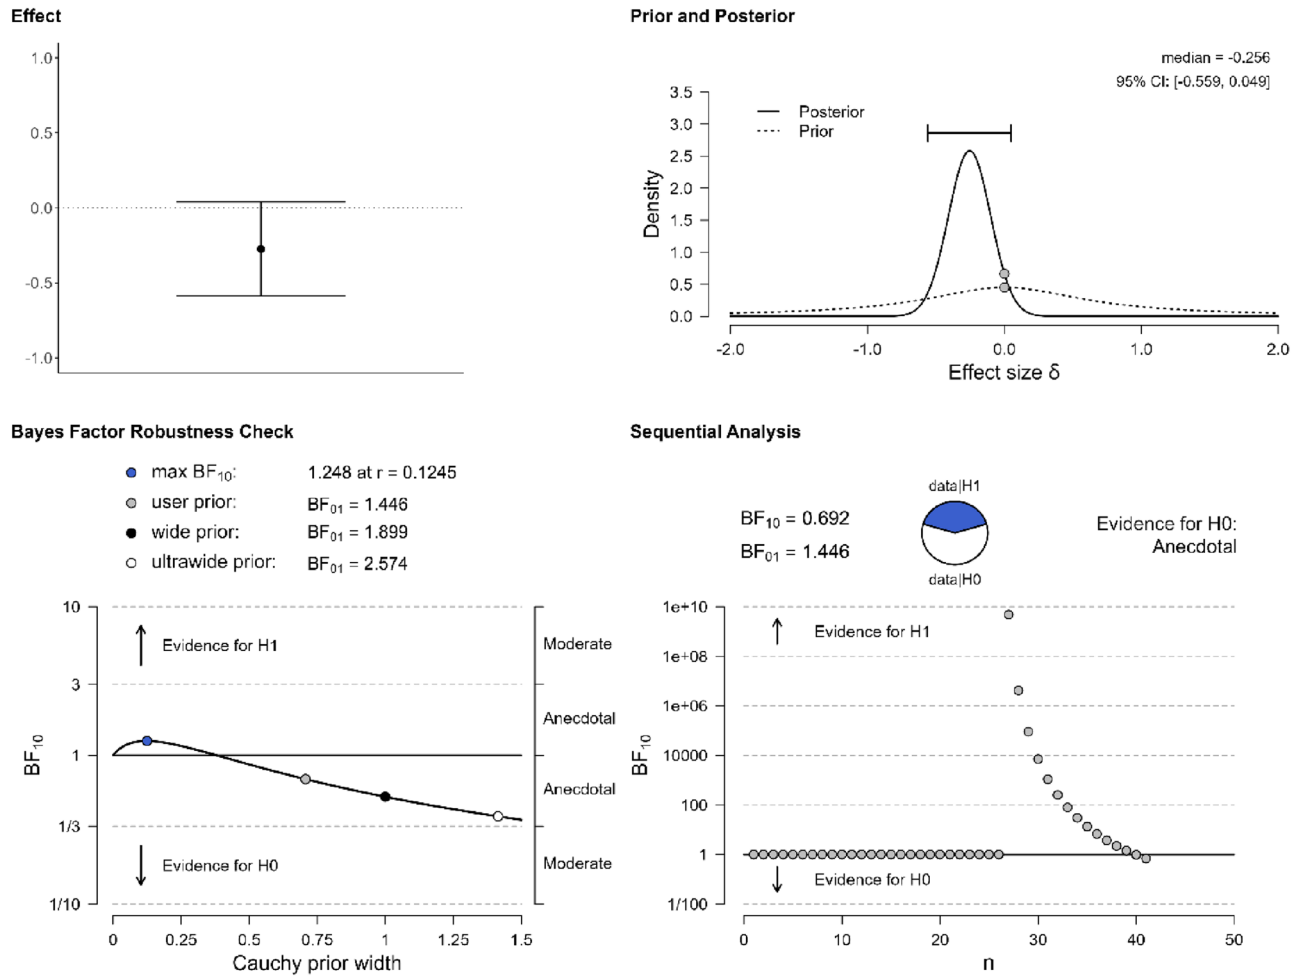 Effect
1.0
0.5
0.0
-0.5
-1.0
Prior and Posterior
median = -0.256
95% CI: [-0.559, 0.049]
3.5
3.0
2.5
2.0
1.5
1.0
0.5
0.0
Density
Posterior
Prior
-2.0 -1.0 0.0 1.0 2.0
Effect size δ
Bayes Factor Robustness Check
max BF₁₀: 1.248 at r = 0.1245
user prior: BF₀₁ = 1.446
wide prior: BF₀₁ = 1.899
ultrawide prior: BF₀₁ = 2.574
10
3
1
1/3
1/10
BF₁₀
Evidence for H1
Evidence for H0
Moderate
Anecdotal
Anecdotal
Moderate
0 0.25 0.5 0.75 1 1.25 1.5
Cauchy prior width
Sequential Analysis
data|H1
BF₁₀ = 0.692
BF₀₁ = 1.446
data|H0
Evidence for H0:
Anecdotal
1e+10
1e+08
1e+06
10000
100
1
1/100
BF₁₀
Evidence for H1
Evidence for H0
0 10 20 30 40 50
n